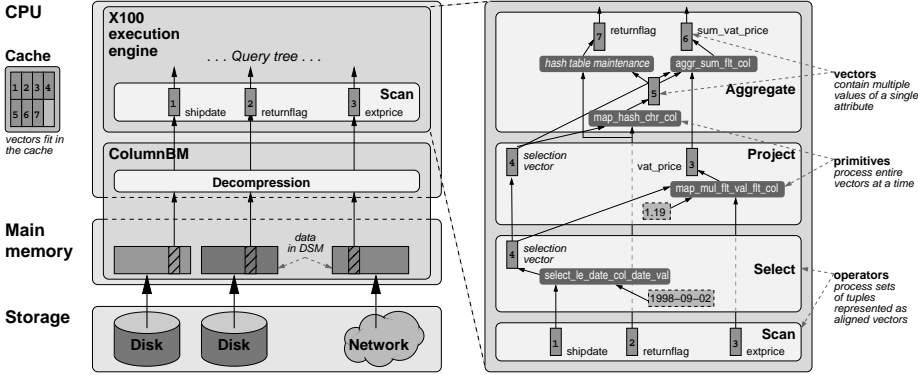 CPU
X100
execution
engine
. . . Query tree . . .
Cache
1 2 3 4
5 6 7
vectors fit in
the cache
Scan
1
2
3
shipdate
returnflag
extprice
ColumnBM
Decompression
Main
memory
data
in DSM
Storage
Disk
Disk
Network
7
returnflag
6
sum_vat_price
hash table maintenance
aggr_sum_flt_col
5
Aggregate
map_hash_chr_col
4
selection
vector
vat_price
3
Project
map_mul_flt_val_flt_col
1.19
4
selection
vector
select_le_date_col_date_val
Select
1998-09-02
1
2
3
shipdate
returnflag
extprice
Scan
vectors
contain multiple
values of a single
attribute
primitives
process entire
vectors at a time
operators
process sets
of tuples
represented as
aligned vectors